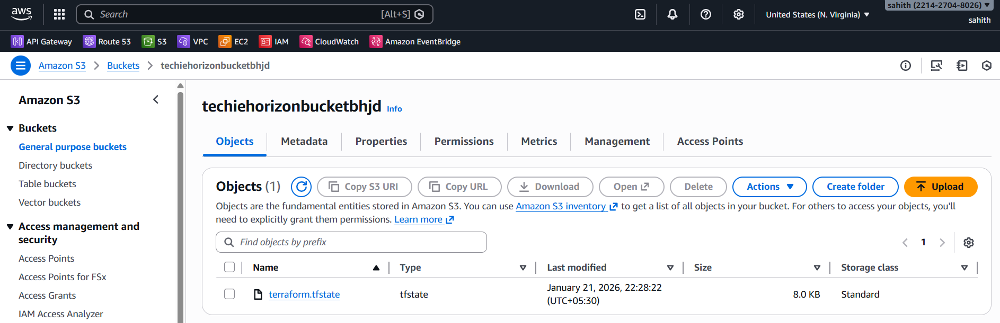 aws
Search [Alt+S]
United States (N. Virginia)
sahith (2214-2704-8026)
sahith
API Gateway Route 53 S3 VPC EC2 IAM CloudWatch Amazon EventBridge
Amazon S3 Buckets techiehorizonbucketbhjd
Amazon S3
Buckets
General purpose buckets
Directory buckets
Table buckets
Vector buckets
Access management and
security
Access Points
Access Points for FSx
Access Grants
IAM Access Analyzer
techiehorizonbucketbhjd Info
Objects Metadata Properties Permissions Metrics Management Access Points
Objects (1) Copy S3 URI Copy URL Download Open Delete Actions Create folder Upload
Objects are the fundamental entities stored in Amazon S3. You can use Amazon S3 inventory to get a list of all objects in your bucket. For others to access your objects, you'll
need to explicitly grant them permissions. Learn more
Find objects by prefix
1
Name Type Last modified Size Storage class
terraform.tfstate tfstate January 21, 2026, 22:28:22 8.0 KB Standard
(UTC+05:30)